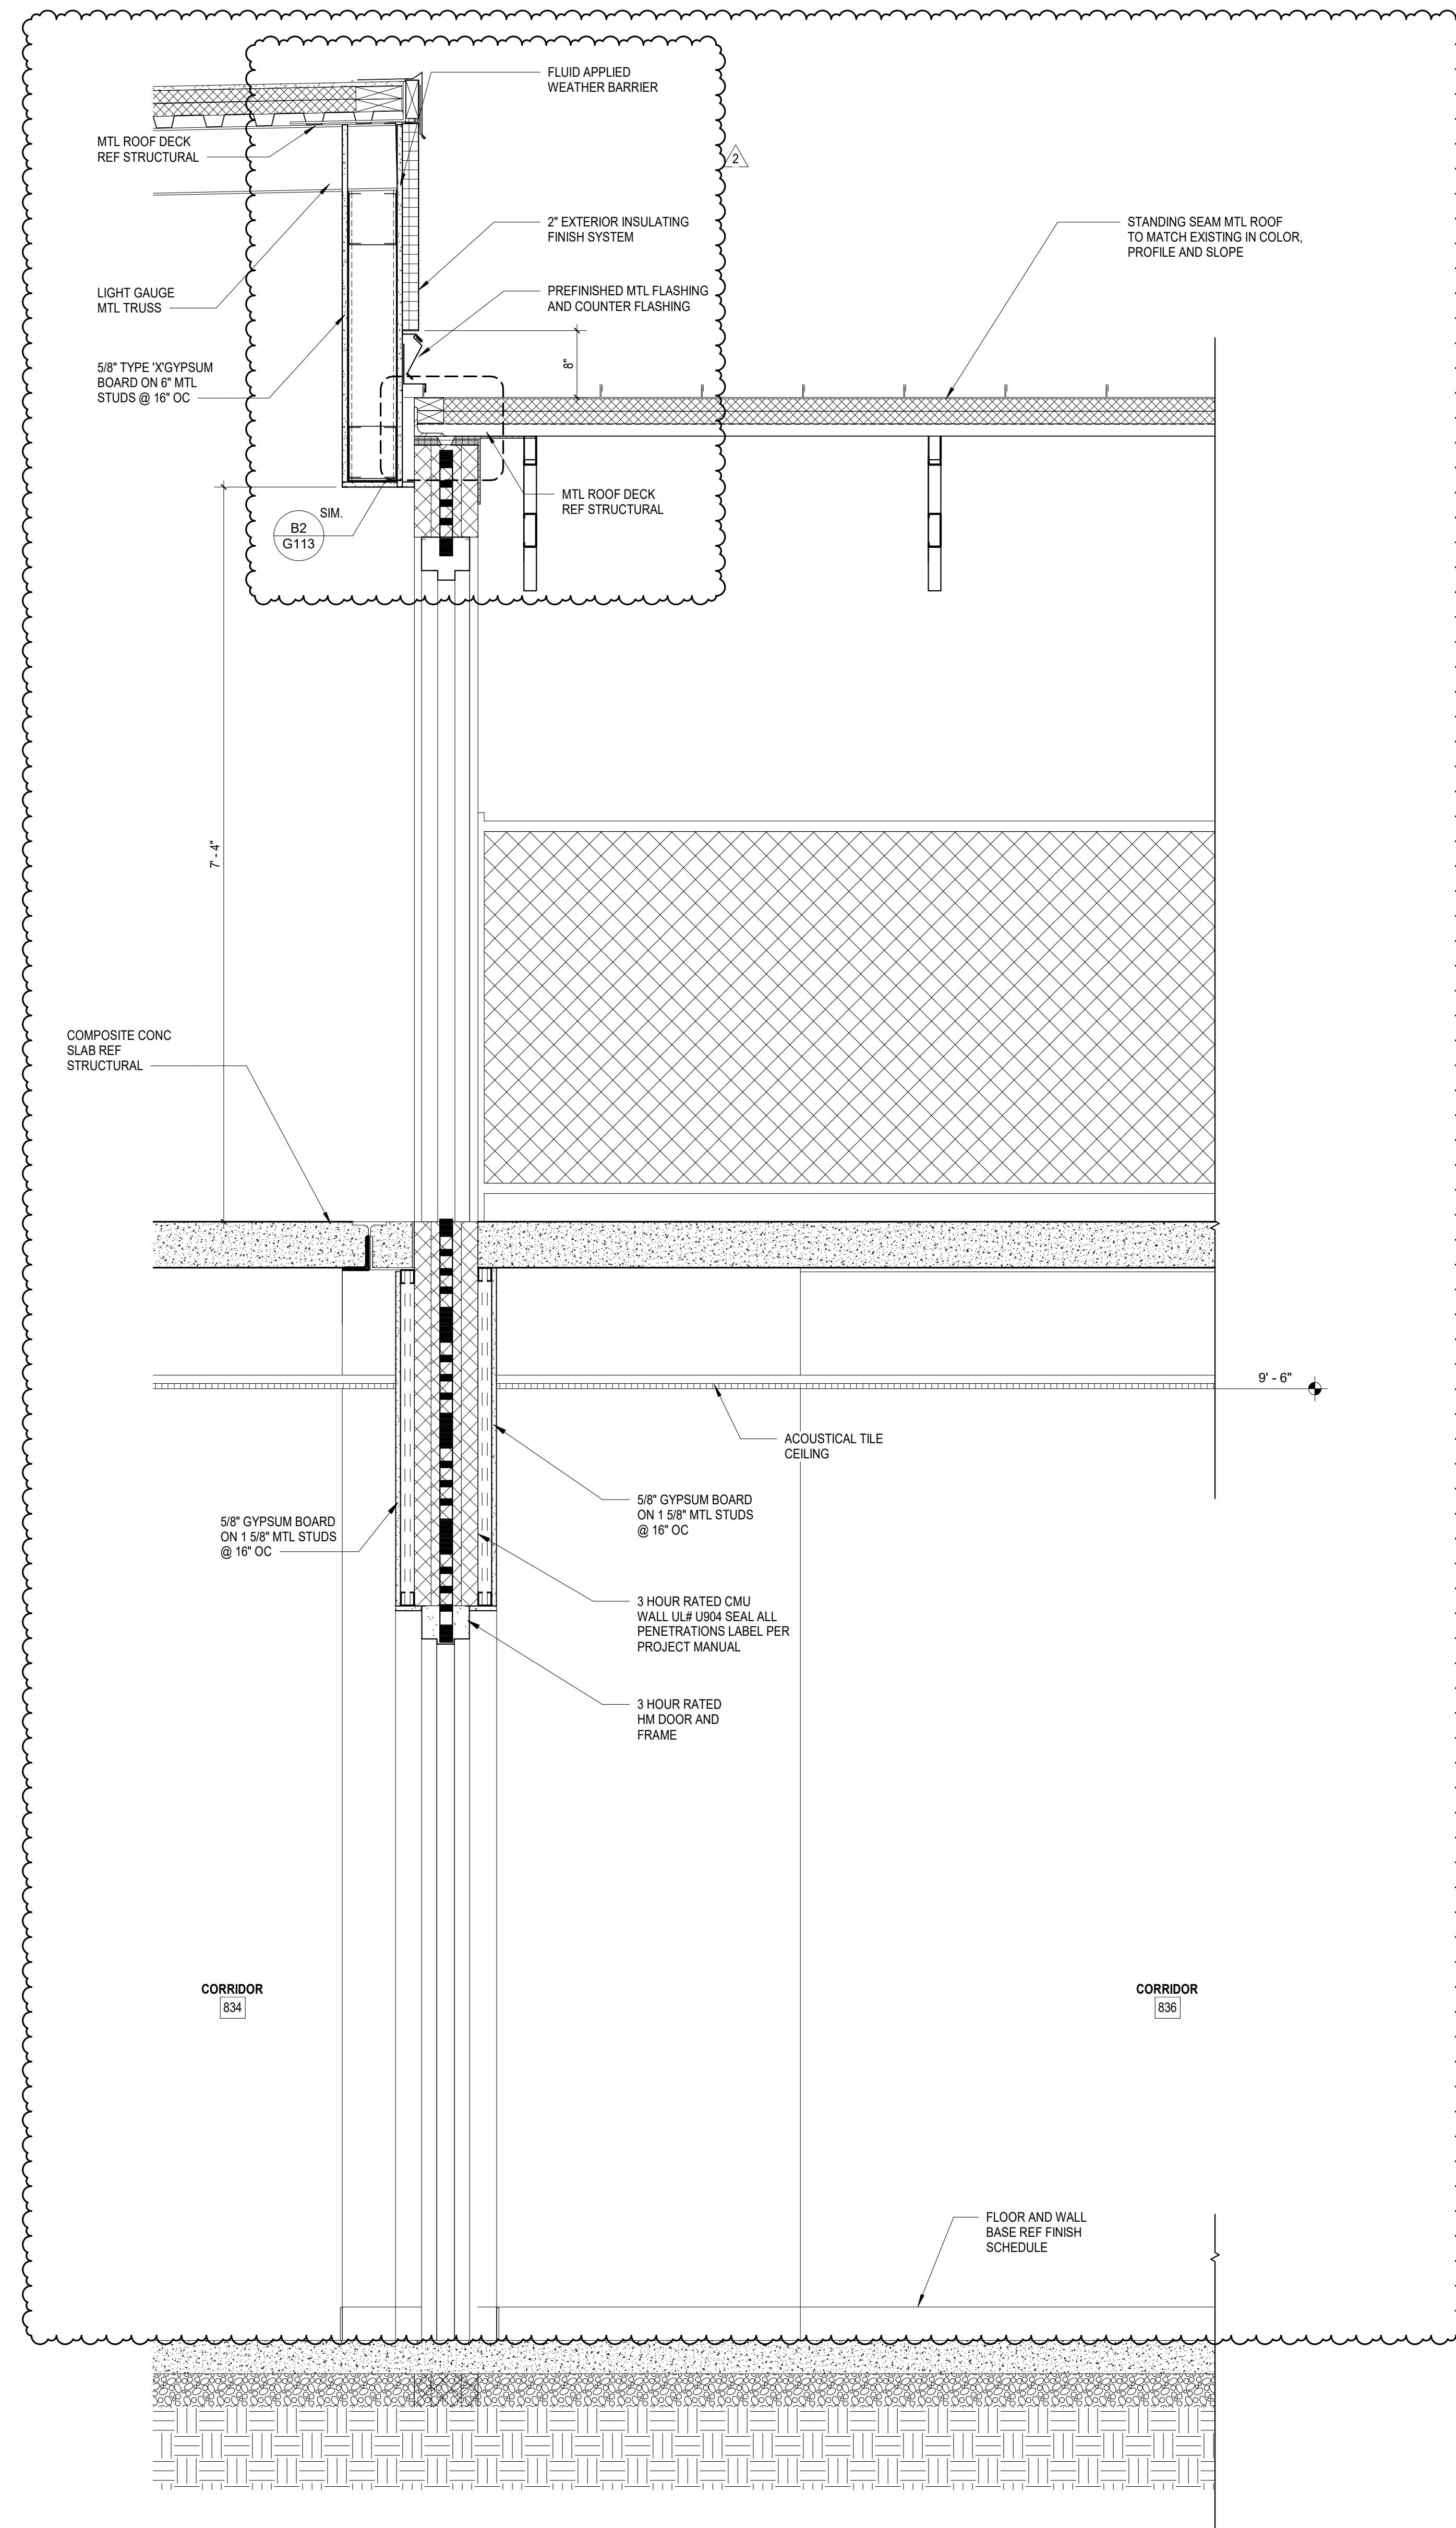 FLUID APPLIED
WEATHER BARRIER
MTL ROOF DECK
REF STRUCTURAL
2
2" EXTERIOR INSULATING
FINISH SYSTEM
STANDING SEAM MTL ROOF
TO MATCH EXISTING IN COLOR,
PROFILE AND SLOPE
LIGHT GAUGE
MTL TRUSS
PREFINISHED MTL FLASHING
AND COUNTER FLASHING
8"
5/8" TYPE 'X'GYPSUM
BOARD ON 6" MTL
STUDS @ 16" OC
MTL ROOF DECK
REF STRUCTURAL
SIM.
B2
G113
7' - 4"
COMPOSITE CONC
SLAB REF
STRUCTURAL
9' - 6"
ACOUSTICAL TILE
CEILING
5/8" GYPSUM BOARD
ON 1 5/8" MTL STUDS
@ 16" OC
5/8" GYPSUM BOARD
ON 1 5/8" MTL STUDS
@ 16" OC
3 HOUR RATED CMU
WALL UL# U904 SEAL ALL
PENETRATIONS LABEL PER
PROJECT MANUAL
3 HOUR RATED
HM DOOR AND
FRAME
CORRIDOR
834
CORRIDOR
836
FLOOR AND WALL
BASE REF FINISH
SCHEDULE